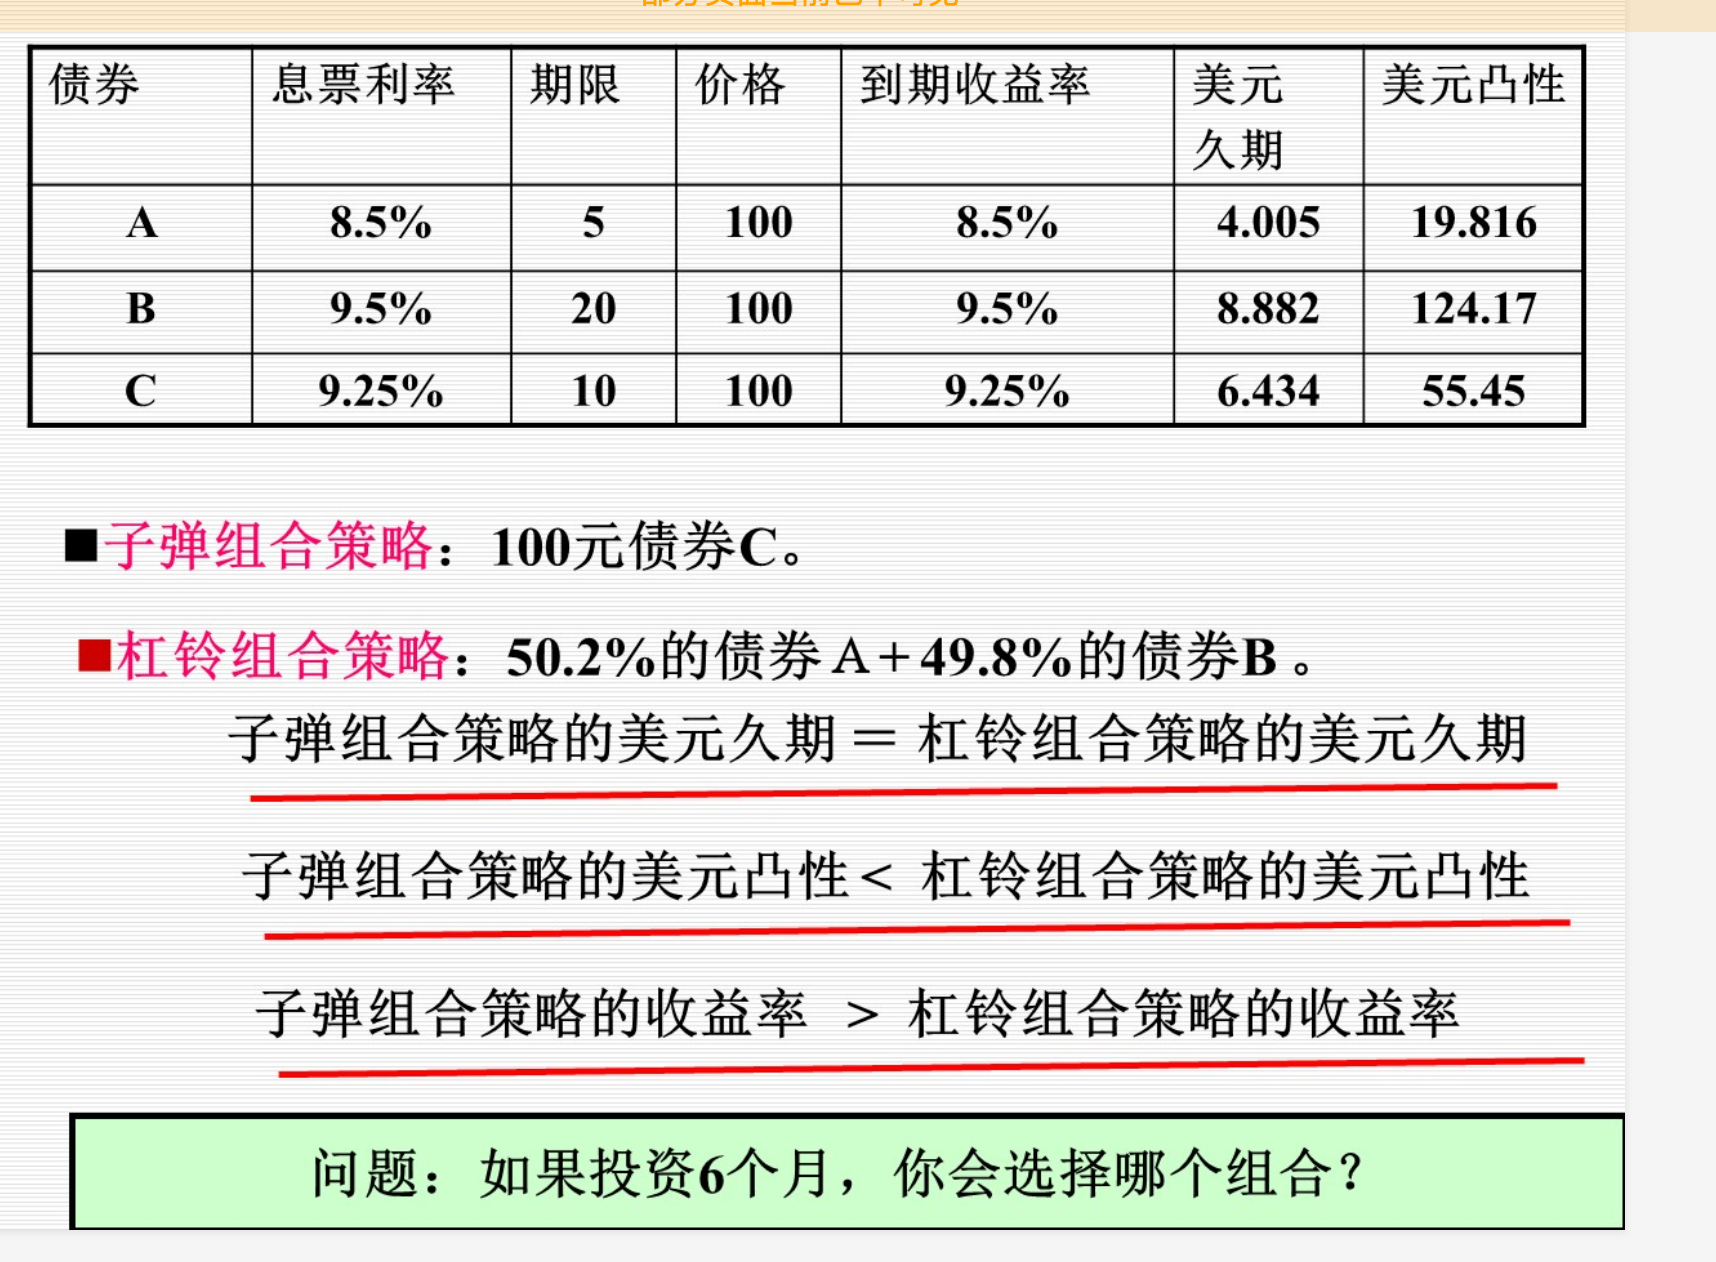 债券 息票利率 期限 价格 到期收益率 美元久期 美元凸性
A 8.5% 5 100 8.5% 4.005 19.816
B 9.5% 20 100 9.5% 8.882 124.17
C 9.25% 10 100 9.25% 6.434 55.45
■子弹组合策略：100元债券C。
■杠铃组合策略：50.2%的债券A+49.8%的债券B。
子弹组合策略的美元久期＝杠铃组合策略的美元久期
子弹组合策略的美元凸性< 杠铃组合策略的美元凸性
子弹组合策略的收益率 > 杠铃组合策略的收益率
问题：如果投资6个月，你会选择哪个组合？